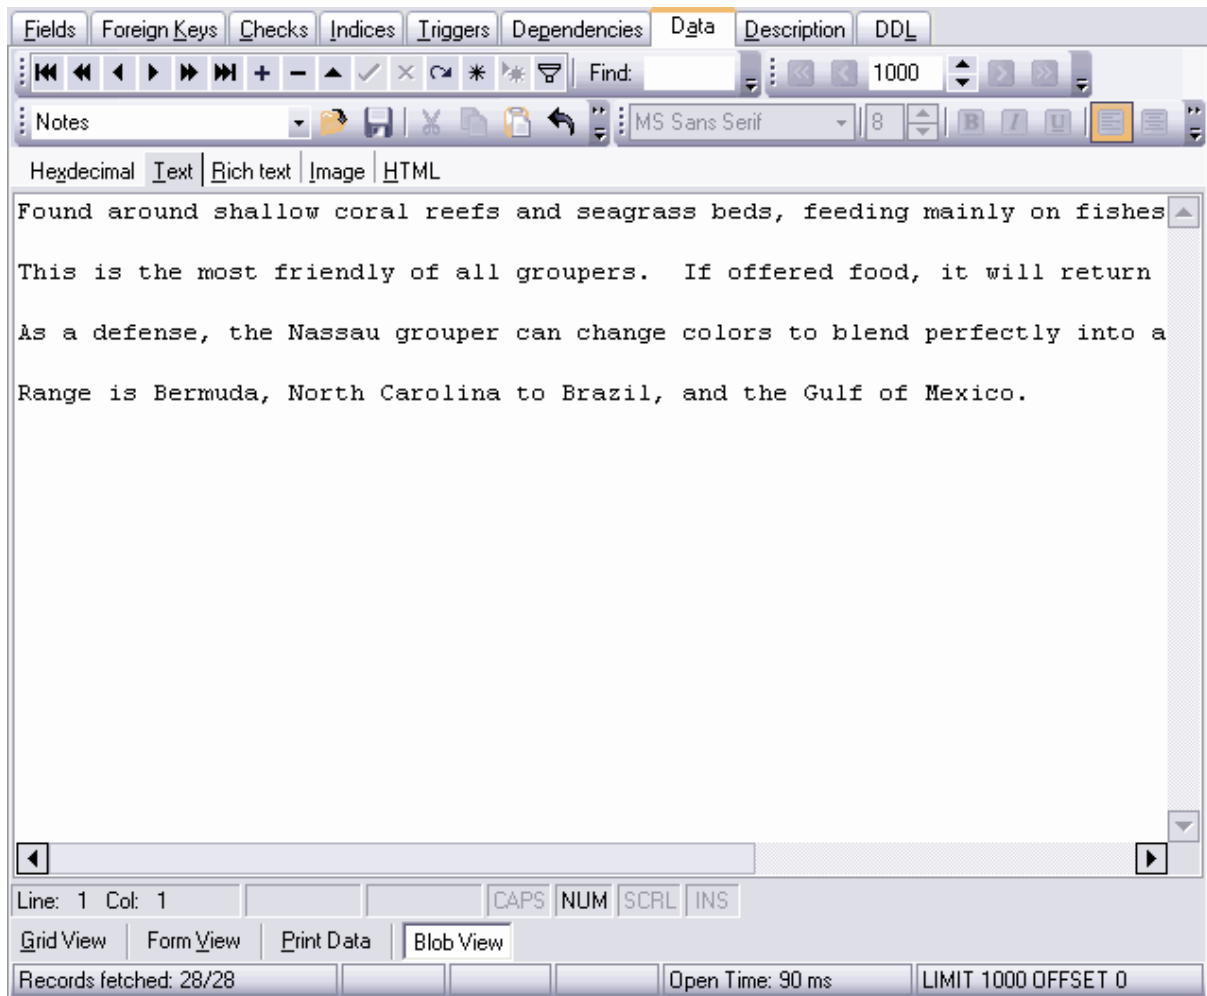 Fields Foreign Keys Checks Indices Triggers Dependencies Data Description DDL
Find: 1000
Notes MS Sans Serif 8 B I U
Hexdecimal Text Rich text Image HTML
Found around shallow coral reefs and seagrass beds, feeding mainly on fishes
This is the most friendly of all groupers.  If offered food, it will return
As a defense, the Nassau grouper can change colors to blend perfectly into a
Range is Bermuda, North Carolina to Brazil, and the Gulf of Mexico.
Line: 1 Col: 1 CAPS NUM SCRL INS
Grid View Form View Print Data Blob View
Records fetched: 28/28 Open Time: 90 ms LIMIT 1000 OFFSET 0